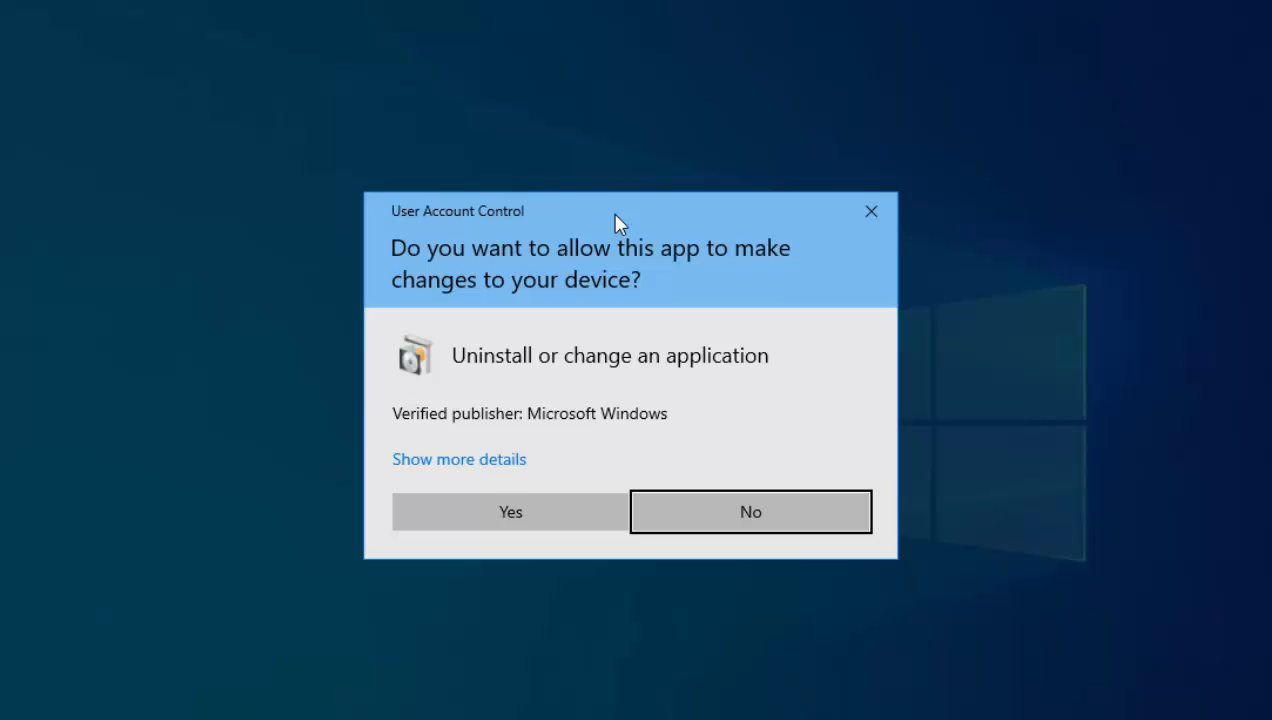 User Account Control
Do you want to allow this app to make
changes to your device?
Uninstall or change an application
Verified publisher: Microsoft Windows
Show more details
Yes
No